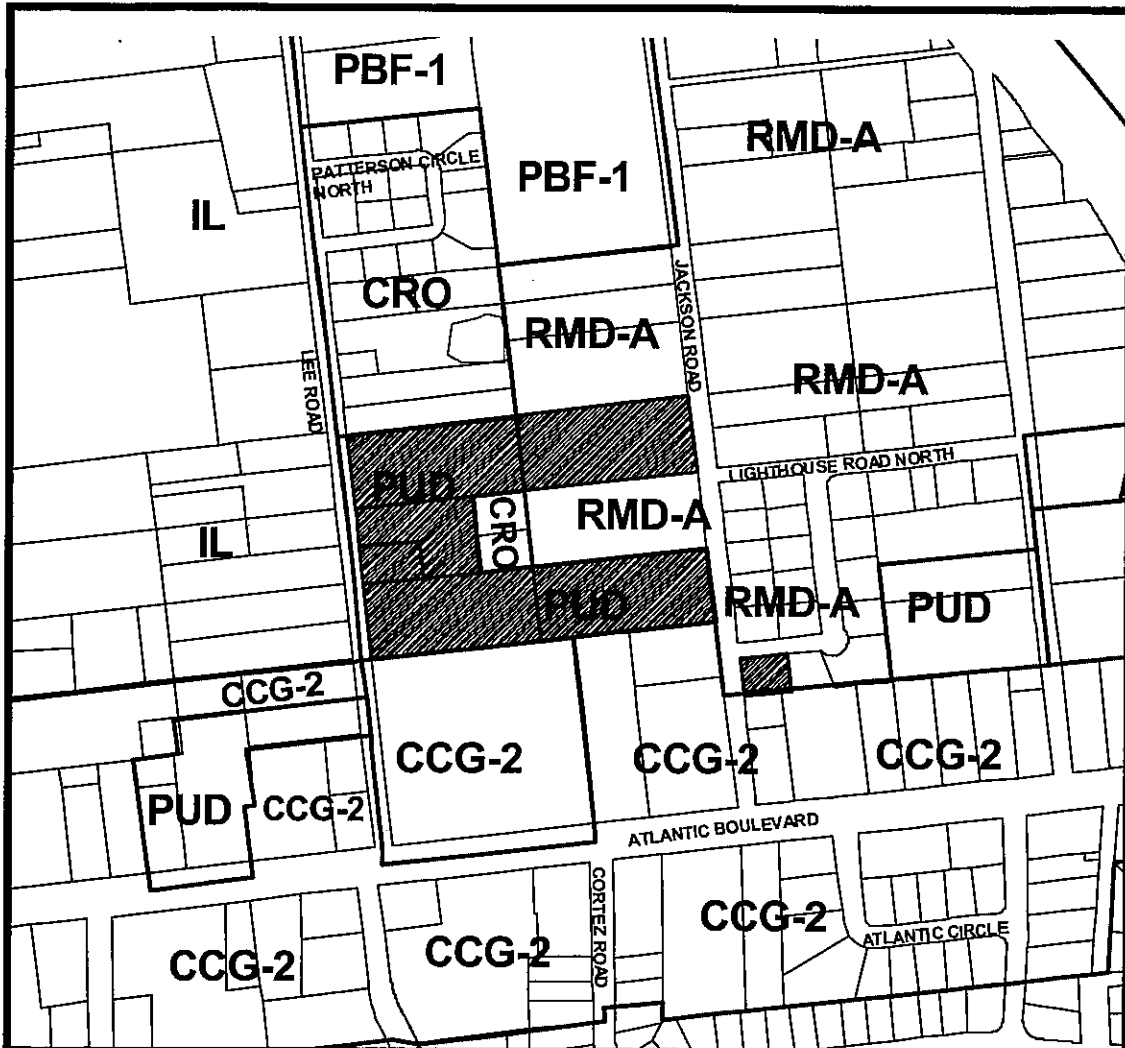 PBF-1
RMD-A
PATTERSON CIRCLE
NORTH
PBF-1
IL
CRO
JACKSON ROAD
RMD-A
LEE ROAD
RMD-A
LIGHTHOUSE ROAD NORTH
PUD
CRO
RMD-A
IL
PUD
RMD-A
PUD
CCG-2
CCG-2
CCG-2
CCG-2
PUD
CCG-2
ATLANTIC BOULEVARD
CORTEZ ROAD
CCG-2
ATLANTIC CIRCLE
CCG-2
CCG-2